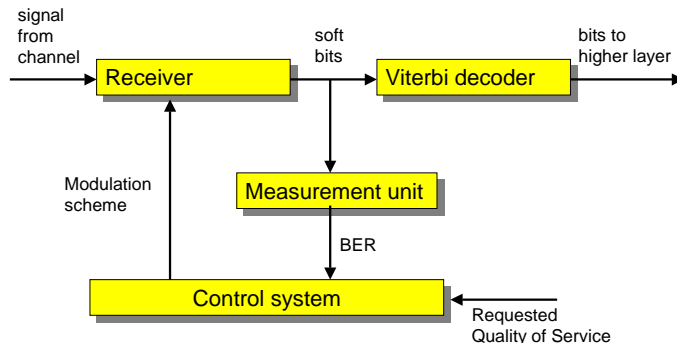 signal
from
channel
soft
bits
bits to
higher layer
Receiver
Viterbi decoder
Modulation
scheme
Measurement unit
BER
Control system
Requested
Quality of Service